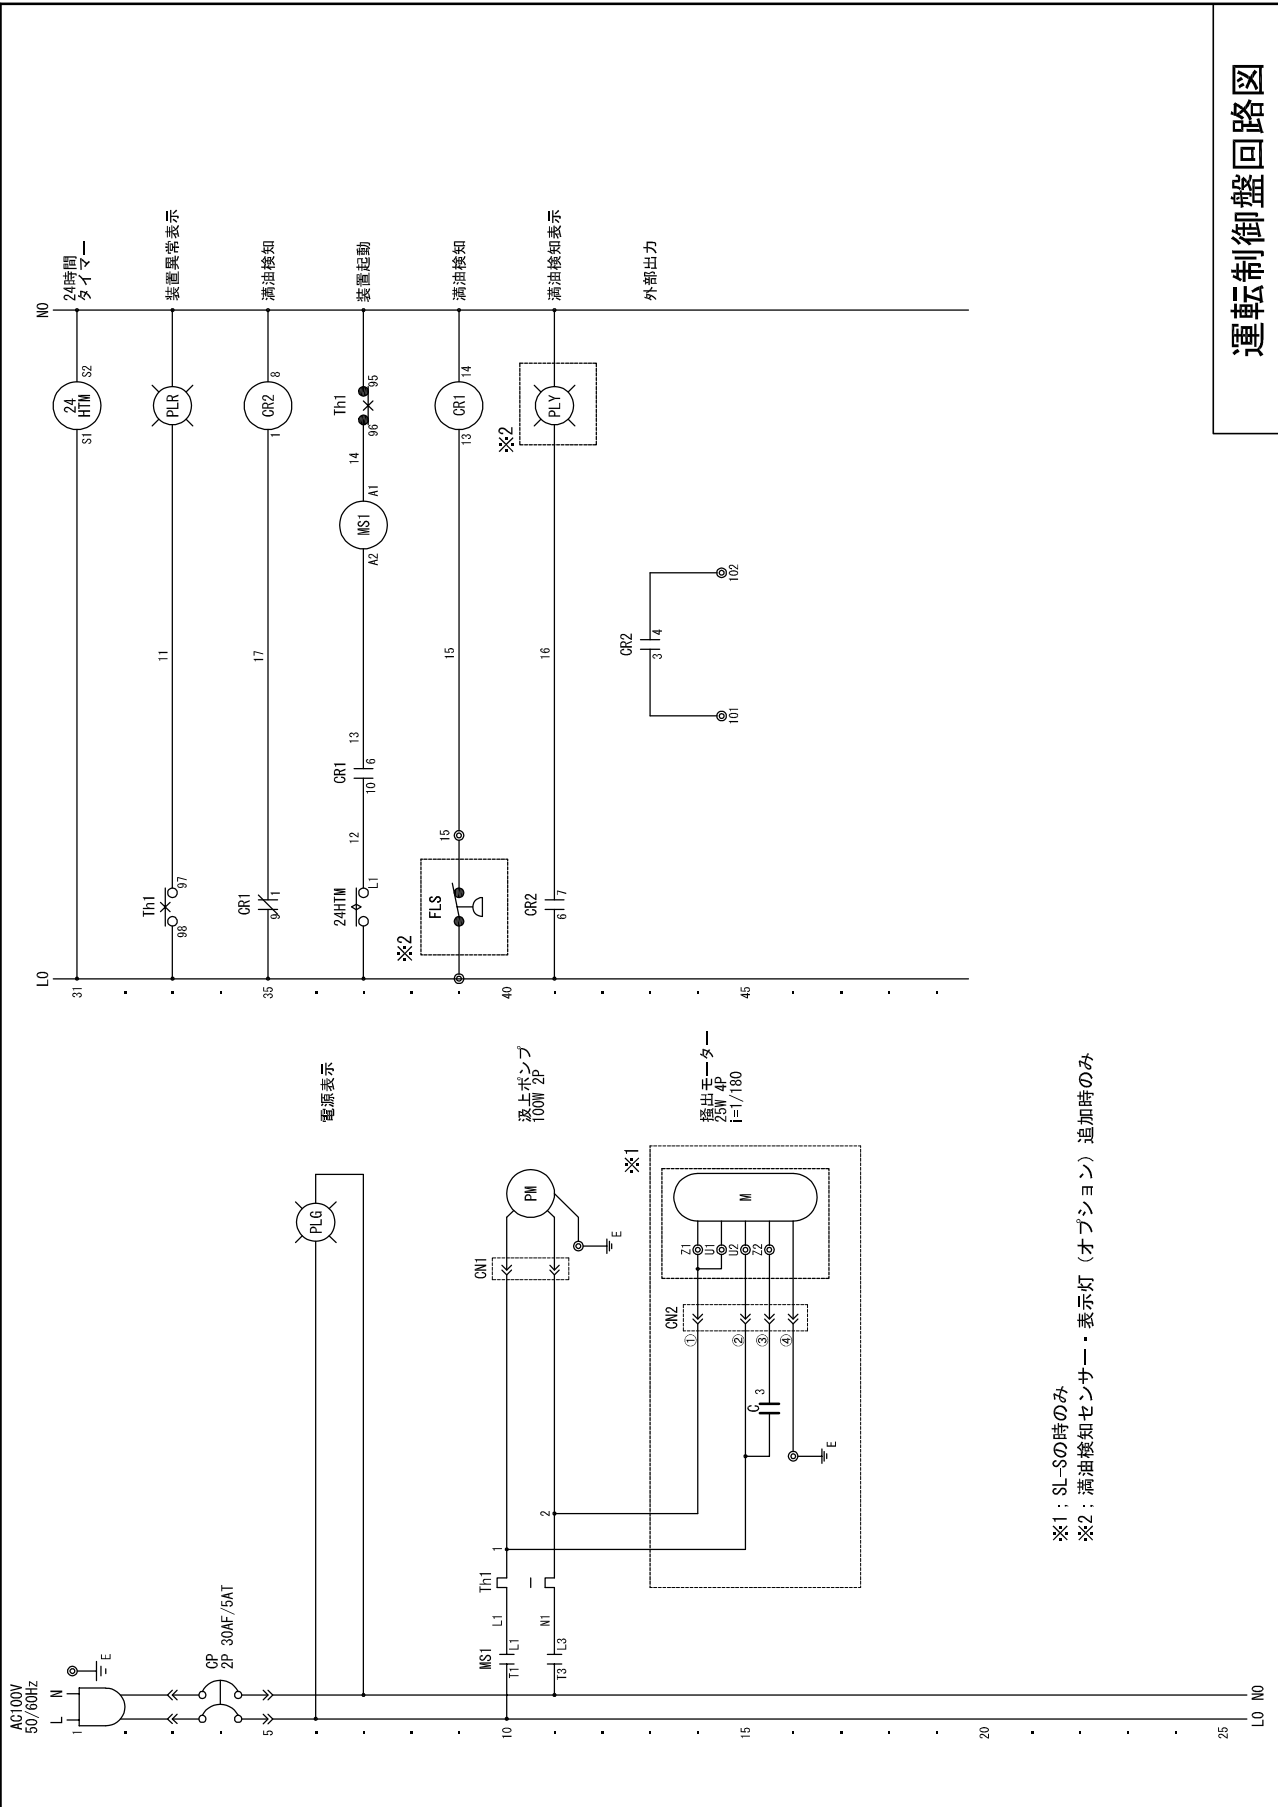 AC100V
50/60Hz
L N
E
CP
2P 30AF/5AT
PLG
電源表示
MS1
T1
L1
L1
Th1
1
T3
L3
N1
2
CN1
PM
E
汲上ポンプ
100W 2P
※1
CN2
①
②
③
④
C
3
E
Z1
U1
U2
Z2
M
掻出モーター
25W 4P
i=1/180
L0 N0
1
5
10
15
20
25
L0
N0
31
35
40
45
S1
24
HTM
S2
24時間
タイマー
Th1
98
97
11
PLR
装置異常表示
CR1
9
1
17
1
CR2
8
満油検知
24HTM
L1
12
CR1
10
6
13
A2
MS1
A1
14
Th1
96
95
装置起動
※2
FLS
15
15
13
CR1
14
満油検知
CR2
6
7
16
※2
PLY
満油検知表示
CR2
3
4
101
102
外部出力
※1；SL-Sの時のみ
※2；満油検知センサー・表示灯（オプション）追加時のみ
運転制御盤回路図